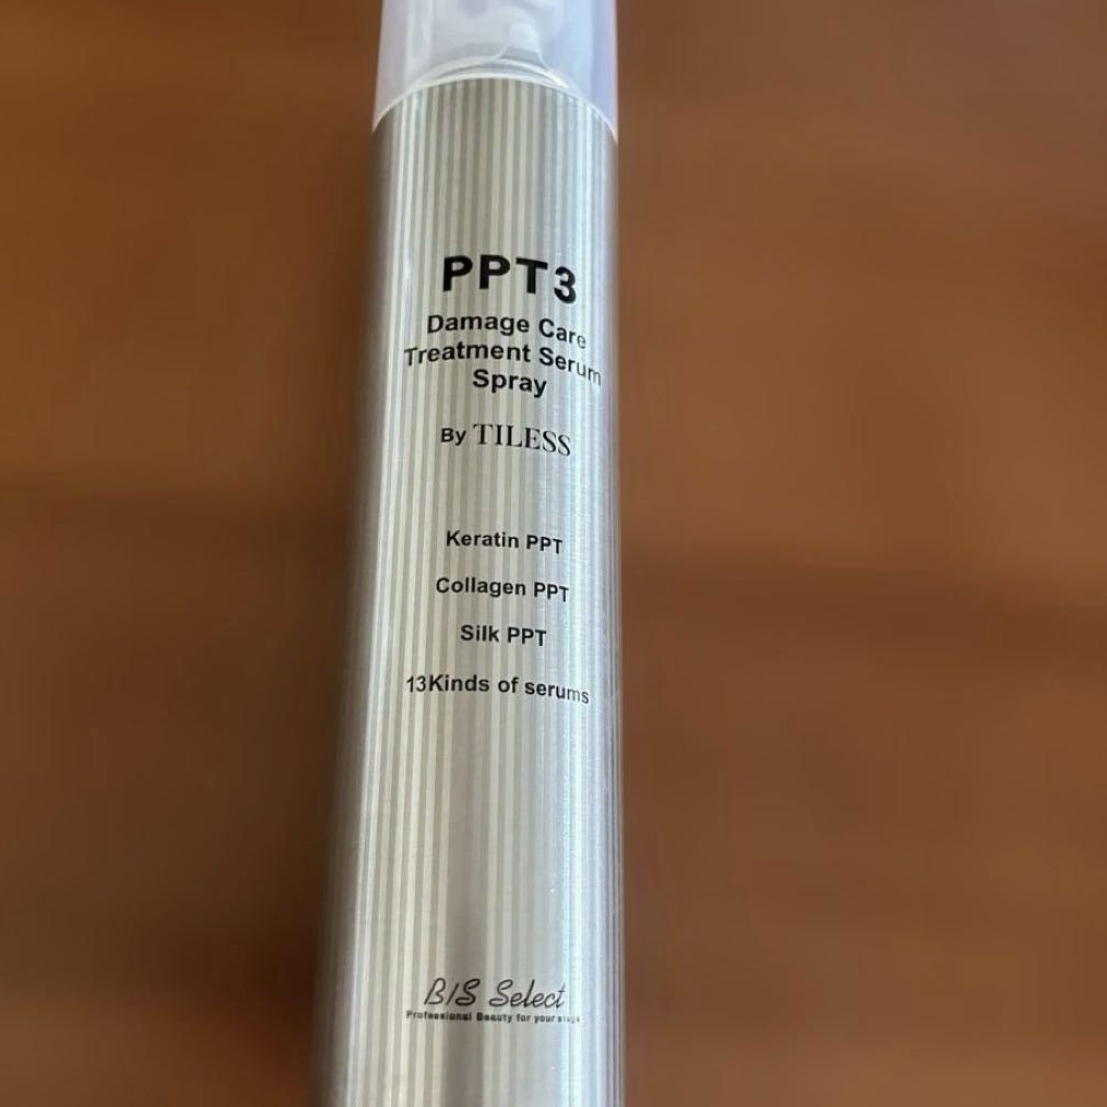 PPT3
Damage Care
Treatment Serum
Spray
By TILESS
Keratin PPT
Collagen PPT
Silk PPT
13Kinds of serums
BIS Select
Professional Beauty for your stage